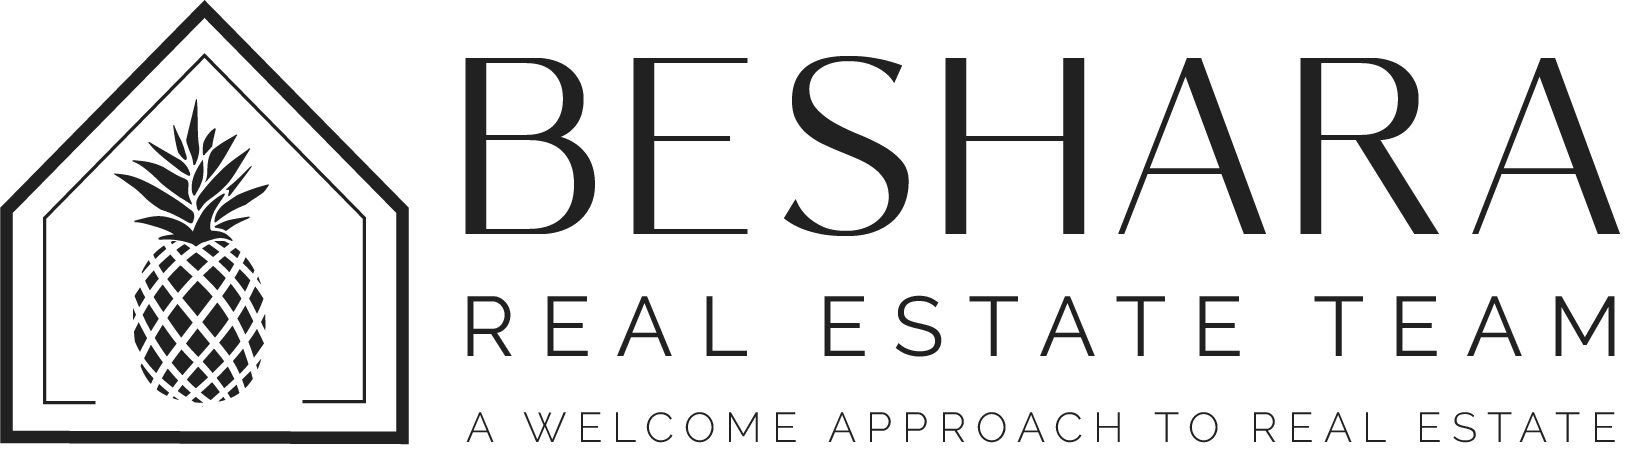 BESHARA
REAL ESTATE TEAM
A WELCOME APPROACH TO REAL ESTATE